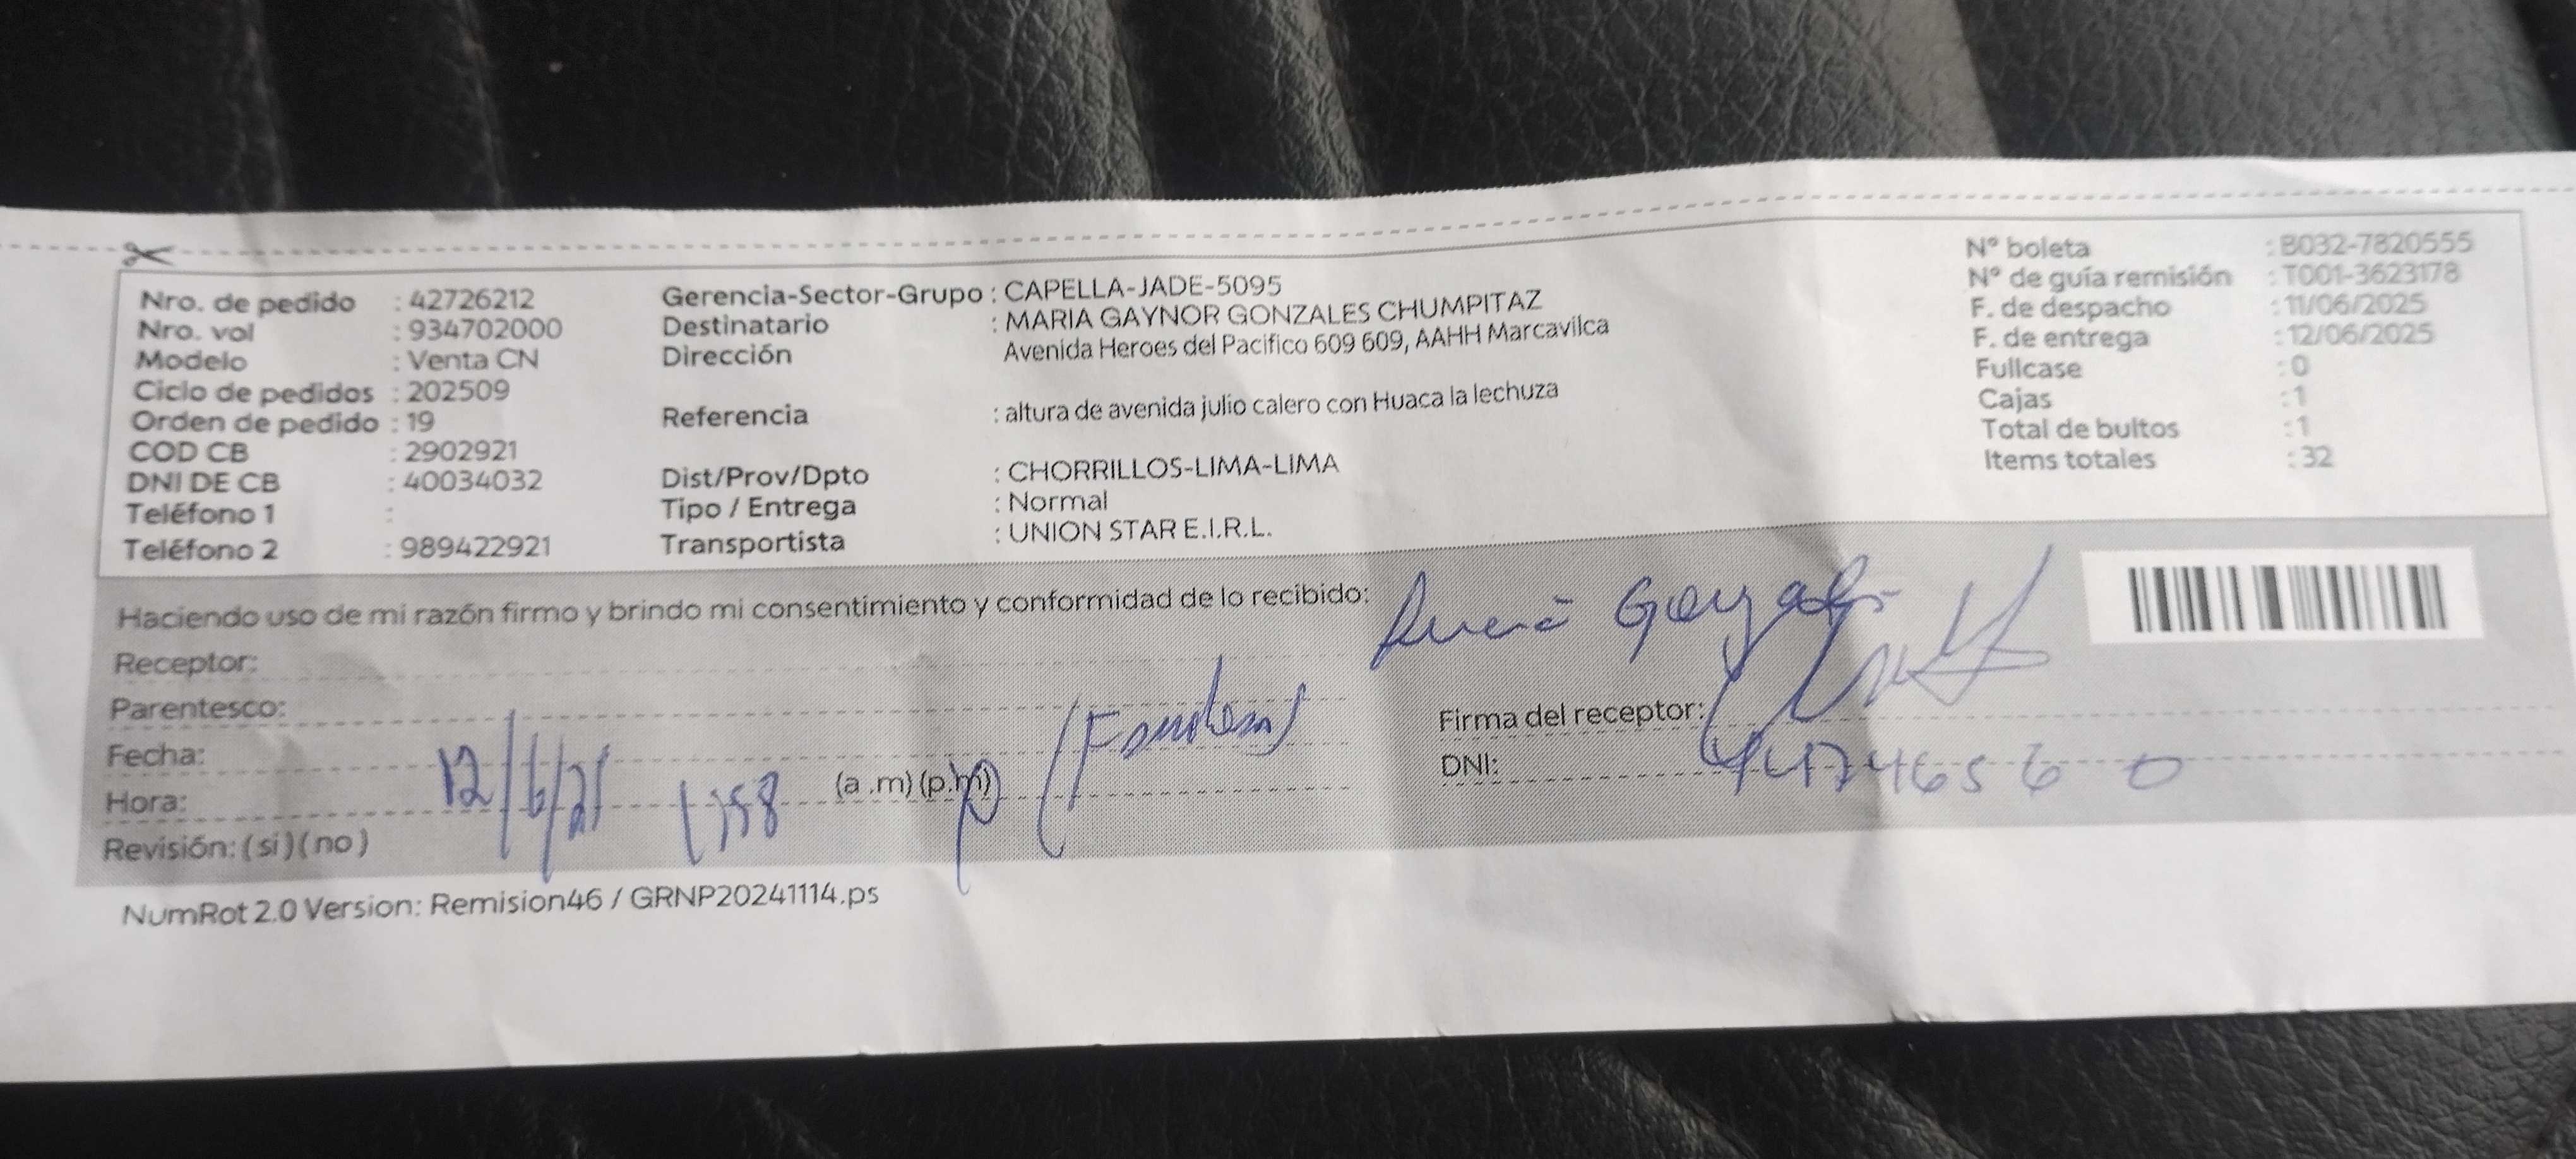 Nro. de pedido : 42726212
Nro. vol : 934702000
Modelo : Venta CN
Ciclo de pedidos : 202509
Orden de pedido : 19
COD CB : 2902921
DNI DE CB : 40034032
Teléfono 1 :
Teléfono 2 : 989422921
Gerencia-Sector-Grupo : CAPELLA-JADE-5095
Destinatario : MARIA GAYNOR GONZALES CHUMPITAZ
Dirección Avenida Heroes del Pacifico 609 609, AAHH Marcavilca
Referencia : altura de avenida julio calero con Huaca la lechuza
Dist/Prov/Dpto : CHORRILLOS-LIMA-LIMA
Tipo / Entrega : Normal
Transportista : UNION STAR E.I.R.L.
N° boleta : B032-7820555
N° de guía remisión : T001-3623178
F. de despacho : 11/06/2025
F. de entrega : 12/06/2025
Fullcase : 0
Cajas : 1
Total de bultos : 1
Items totales : 32
Haciendo uso de mi razón firmo y brindo mi consentimiento y conformidad de lo recibido:
Receptor:
Parentesco:
Fecha:
Hora: (a .m) (p.m)
Revisión: ( si ) ( no )
Firma del receptor:
DNI:
NumRot 2.0 Version: Remision46 / GRNP20241114.ps